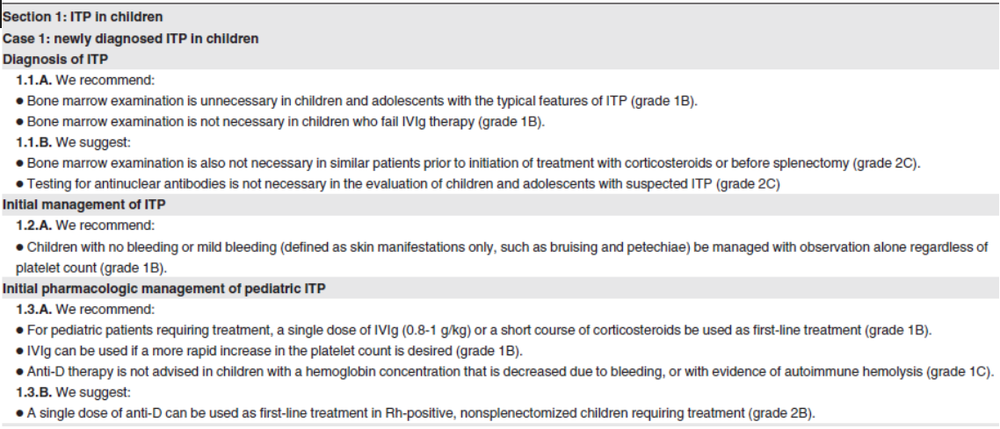 Section 1: ITP in children
Case 1: newly diagnosed ITP in children
Diagnosis of ITP
1.1.A. We recommend:
● Bone marrow examination is unnecessary in children and adolescents with the typical features of ITP (grade 1B).
● Bone marrow examination is not necessary in children who fail IVIg therapy (grade 1B).
1.1.B. We suggest:
● Bone marrow examination is also not necessary in similar patients prior to initiation of treatment with corticosteroids or before splenectomy (grade 2C).
● Testing for antinuclear antibodies is not necessary in the evaluation of children and adolescents with suspected ITP (grade 2C)
Initial management of ITP
1.2.A. We recommend:
● Children with no bleeding or mild bleeding (defined as skin manifestations only, such as bruising and petechiae) be managed with observation alone regardless of
platelet count (grade 1B).
Initial pharmacologic management of pediatric ITP
1.3.A. We recommend:
● For pediatric patients requiring treatment, a single dose of IVIg (0.8-1 g/kg) or a short course of corticosteroids be used as first-line treatment (grade 1B).
● IVIg can be used if a more rapid increase in the platelet count is desired (grade 1B).
● Anti-D therapy is not advised in children with a hemoglobin concentration that is decreased due to bleeding, or with evidence of autoimmune hemolysis (grade 1C).
1.3.B. We suggest:
● A single dose of anti-D can be used as first-line treatment in Rh-positive, nonsplenectomized children requiring treatment (grade 2B).